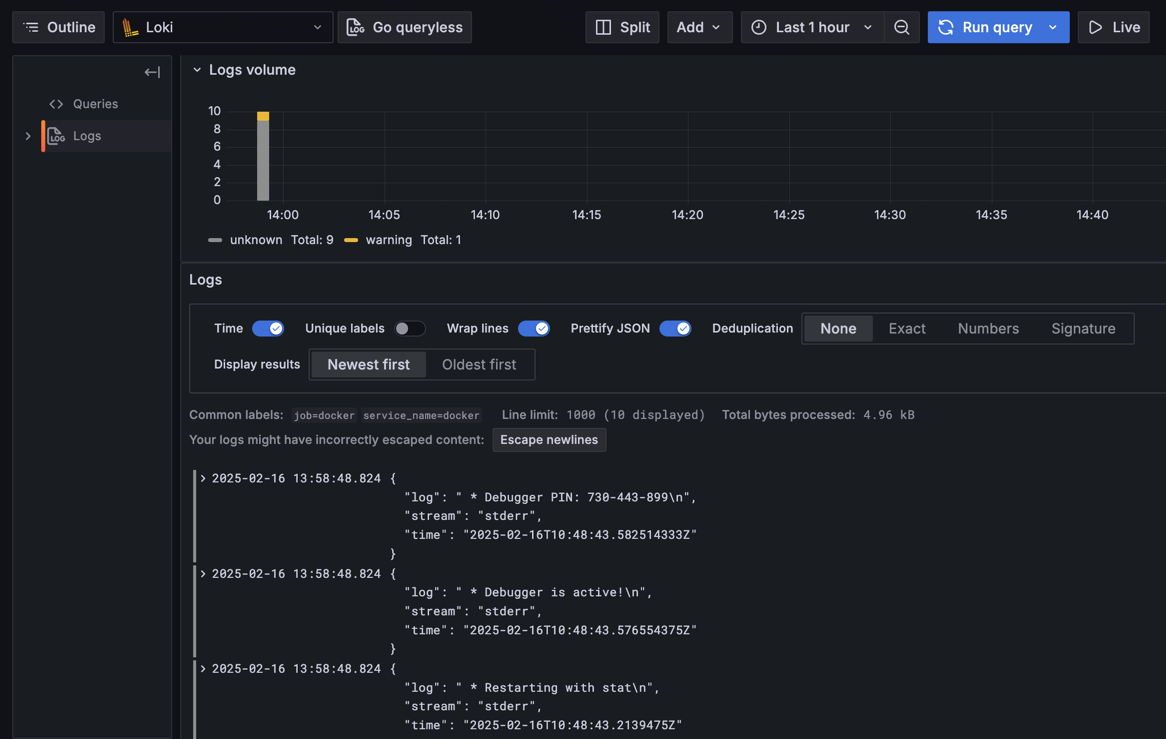 Outline Loki Go queryless Split Add Last 1 hour Run query Live
Queries
Logs
Logs volume
10
8
6
4
2
0
14:00 14:05 14:10 14:15 14:20 14:25 14:30 14:35 14:40
unknown Total: 9 warning Total: 1
Logs
Time Unique labels Wrap lines Prettify JSON Deduplication None Exact Numbers Signature
Display results Newest first Oldest first
Common labels: job=docker service_name=docker Line limit: 1000 (10 displayed) Total bytes processed: 4.96 kB
Your logs might have incorrectly escaped content: Escape newlines
2025-02-16 13:58:48.824 {
"log": " * Debugger PIN: 730-443-899\n",
"stream": "stderr",
"time": "2025-02-16T10:48:43.582514333Z"
}
2025-02-16 13:58:48.824 {
"log": " * Debugger is active!\n",
"stream": "stderr",
"time": "2025-02-16T10:48:43.576554375Z"
}
2025-02-16 13:58:48.824 {
"log": " * Restarting with stat\n",
"stream": "stderr",
"time": "2025-02-16T10:48:43.2139475Z"